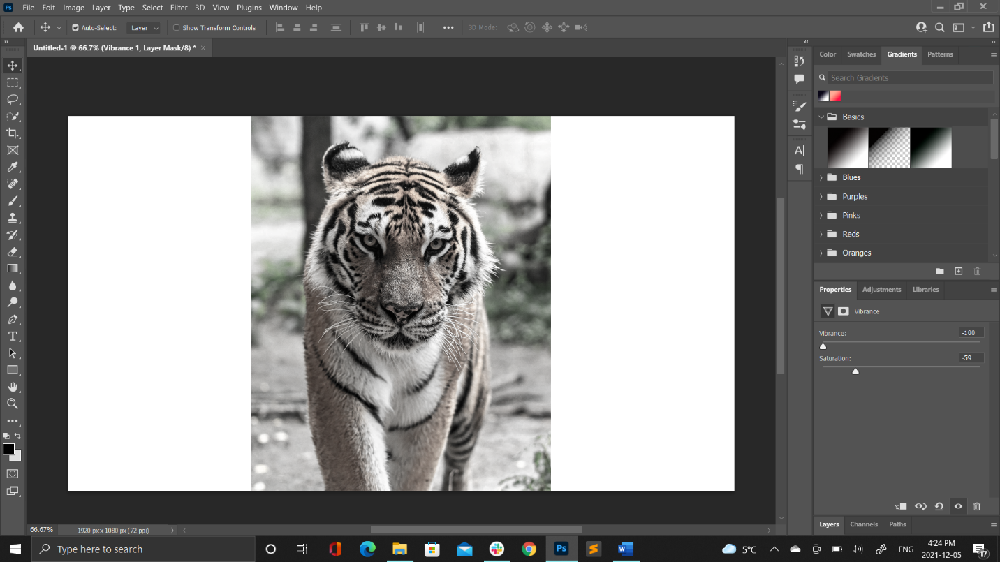 Ps File Edit Image Layer Type Select Filter 3D View Plugins Window Help
Auto-Select: Layer Show Transform Controls 3D Mode:
Untitled-1 @ 66.7% (Vibrance 1, Layer Mask/8) *
Color Swatches Gradients Patterns
Search Gradients
Basics
Blues
Purples
Pinks
Reds
Oranges
Properties Adjustments Libraries
Vibrance
Vibrance: -100
Saturation: -59
Layers Channels Paths
66.67% 1920 px x 1080 px (72 ppi)
Type here to search
Ps
5°C
ENG
4:24 PM
2021-12-05
17